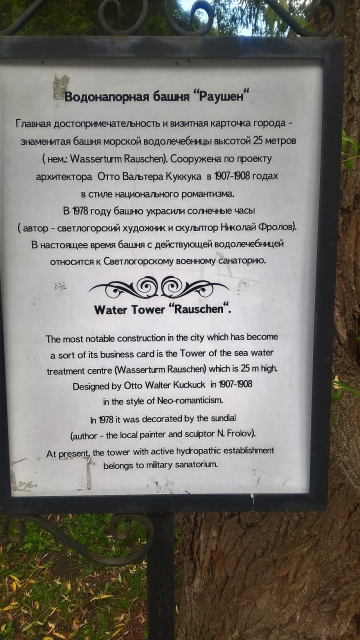 Водонапорная башня "Раушен"
Главная достопримечательность и визитная карточка города -
знаменитая башня морской водолечебницы высотой 25 метров
( нем.: Wasserturm Rauschen). Сооружена по проекту
архитектора Отто Вальтера Куккука в 1907-1908 годах
в стиле национального романтизма.
В 1978 году башню украсили солнечные часы
( автор - светлогорский художник и скульптор Николай Фролов).
В настоящее время башня с действующей водолечебницей
относится к Светлогорскому военному санаторию.
Water Tower "Rauschen".
The most notable construction in the city which has become
a sort of its business card is the Tower of the sea water
treatment centre (Wasserturm Rauschen) which is 25 m high.
Designed by Otto Walter Kuckuck in 1907-1908
in the style of Neo-romanticism.
In 1978 it was decorated by the sundial
(author - the local painter and sculptor N. Frolov).
At present, the tower with active hydropathic establishment
belongs to military sanatorium.